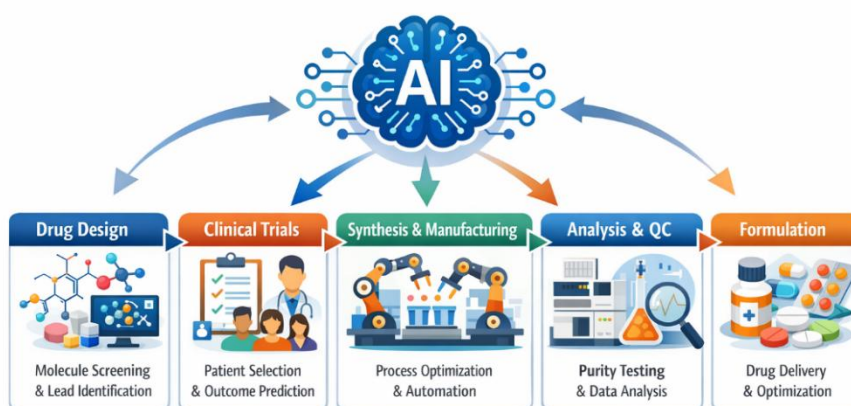 AI
Drug Design
Clinical Trials
Synthesis & Manufacturing
Analysis & QC
Formulation
Molecule Screening
& Lead Identification
Patient Selection
& Outcome Prediction
Process Optimization
& Automation
Purity Testing
& Data Analysis
Drug Delivery
& Optimization